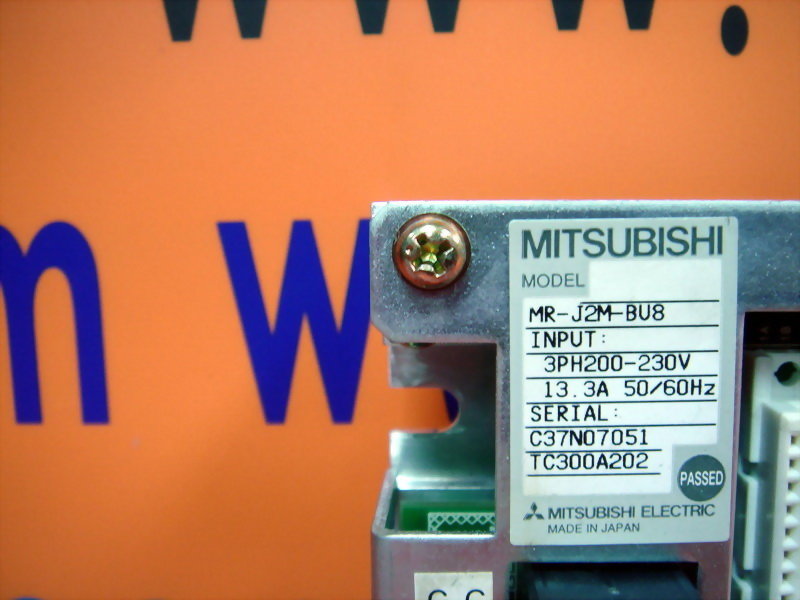 MITSUBISHI
MODEL
MR-J2M-BU8
INPUT:
3PH200-230V
13.3A 50/60Hz
SERIAL:
C37N07051
TC300A202
PASSED
MITSUBISHI ELECTRIC
MADE IN JAPAN